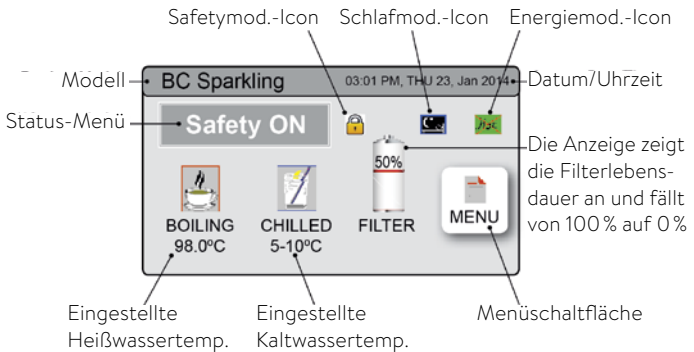 Safetymod.-Icon Schlafmod.-Icon Energiemod.-Icon
Modell
BC Sparkling
03:01 PM, THU 23, Jan 2014
Datum/Uhrzeit
Status-Menü
Safety ON
Die Anzeige zeigt
die Filterlebens-
dauer an und fällt
von 100 % auf 0 %
50%
BOILING
98.0ºC
CHILLED
5-10ºC
FILTER
MENU
Eingestellte
Heißwassertemp.
Eingestellte
Kaltwassertemp.
Menüschaltfläche